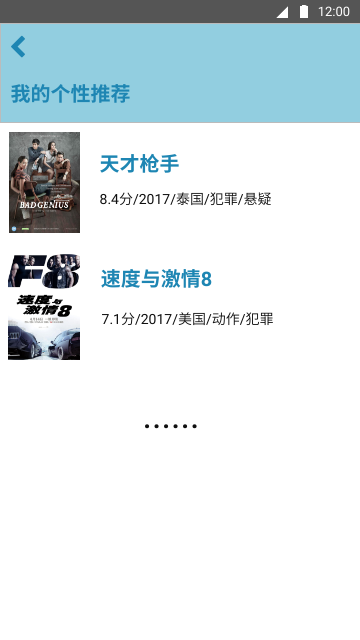 12:00
我的个性推荐
天才枪手
8.4分/2017/泰国/犯罪/悬疑
BAD GENIUS
速度与激情8
7.1分/2017/美国/动作/犯罪
F8
速度与
激情8
......